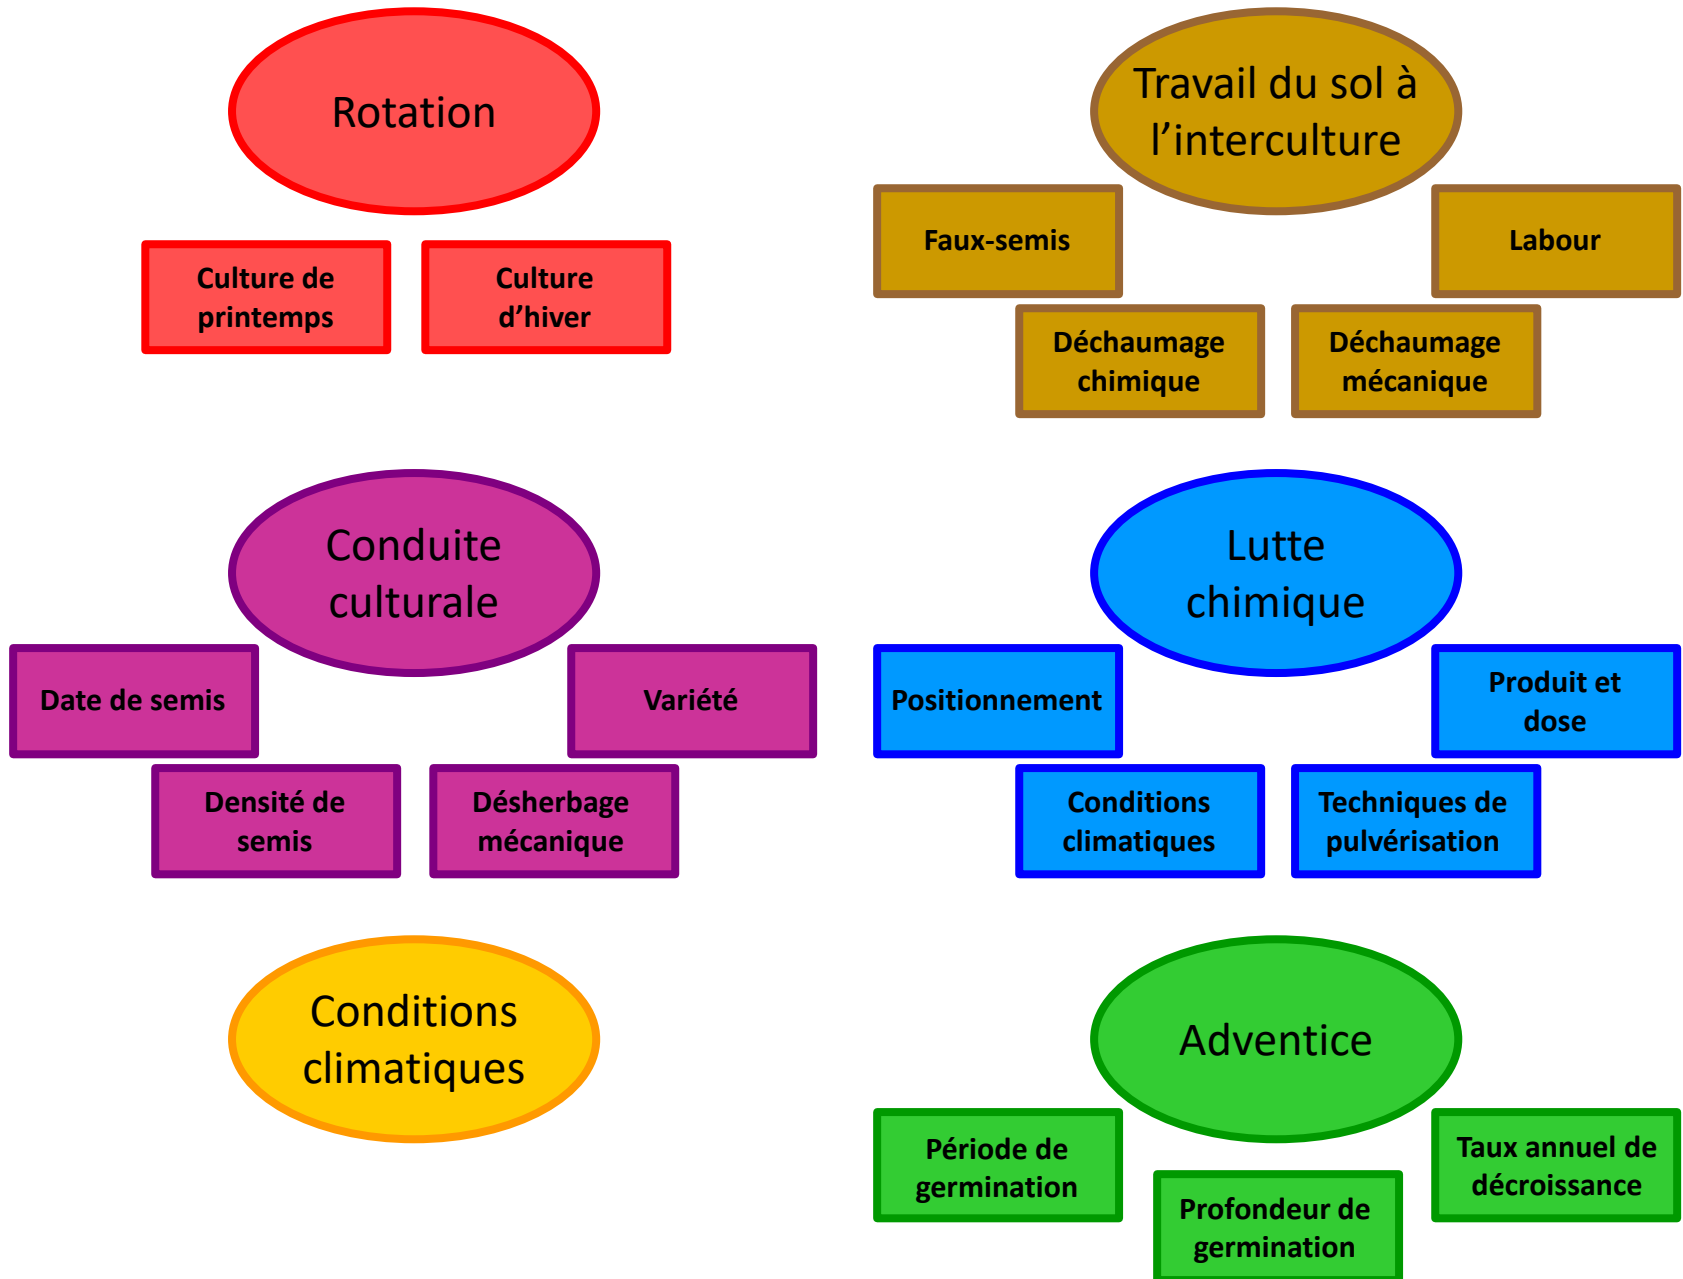 Rotation
Culture de
printemps
Culture
d’hiver
Travail du sol à
l’interculture
Faux-semis
Labour
Déchaumage
chimique
Déchaumage
mécanique
Conduite
culturale
Date de semis
Variété
Densité de
semis
Désherbage
mécanique
Lutte
chimique
Positionnement
Produit et
dose
Conditions
climatiques
Techniques de
pulvérisation
Conditions
climatiques
Adventice
Période de
germination
Taux annuel de
décroissance
Profondeur de
germination